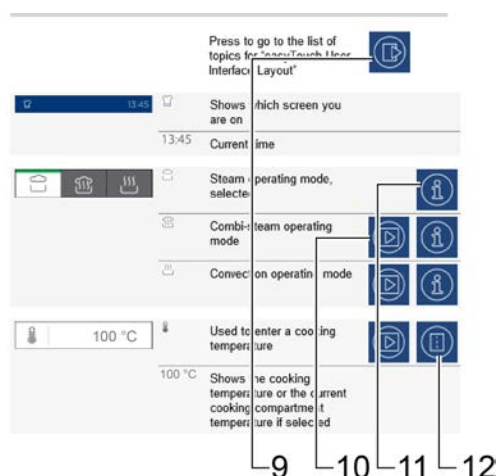 Press to go to the list of
topics for "easyTouch User
Interface Layout"
13:45
Shows which screen you
are on
13:45 Current time
Steam operating mode,
selected
Combi-steam operating
mode
Convection operating mode
100 °C
Used to enter a cooking
temperature
100 °C Shows the cooking
temperature or the current
cooking compartment
temperature if selected
9 10 11 12